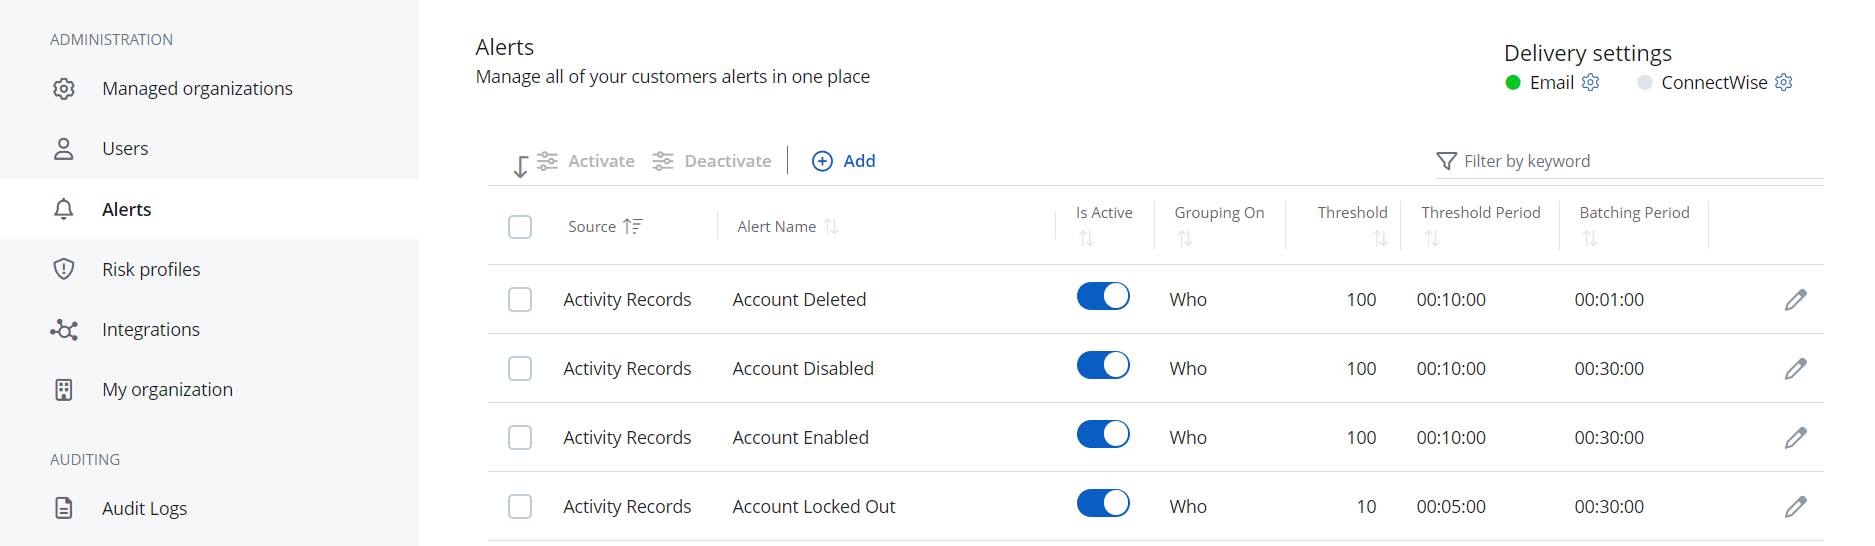 ADMINISTRATION
Managed organizations
Users
Alerts
Risk profiles
Integrations
My organization
AUDITING
Audit Logs
Alerts
Manage all of your customers alerts in one place
Delivery settings
Email ConnectWise
Activate Deactivate Add Filter by keyword
Source Alert Name Is Active Grouping On Threshold Threshold Period Batching Period
Activity Records Account Deleted Who 100 00:10:00 00:01:00
Activity Records Account Disabled Who 100 00:10:00 00:30:00
Activity Records Account Enabled Who 100 00:10:00 00:30:00
Activity Records Account Locked Out Who 10 00:05:00 00:30:00